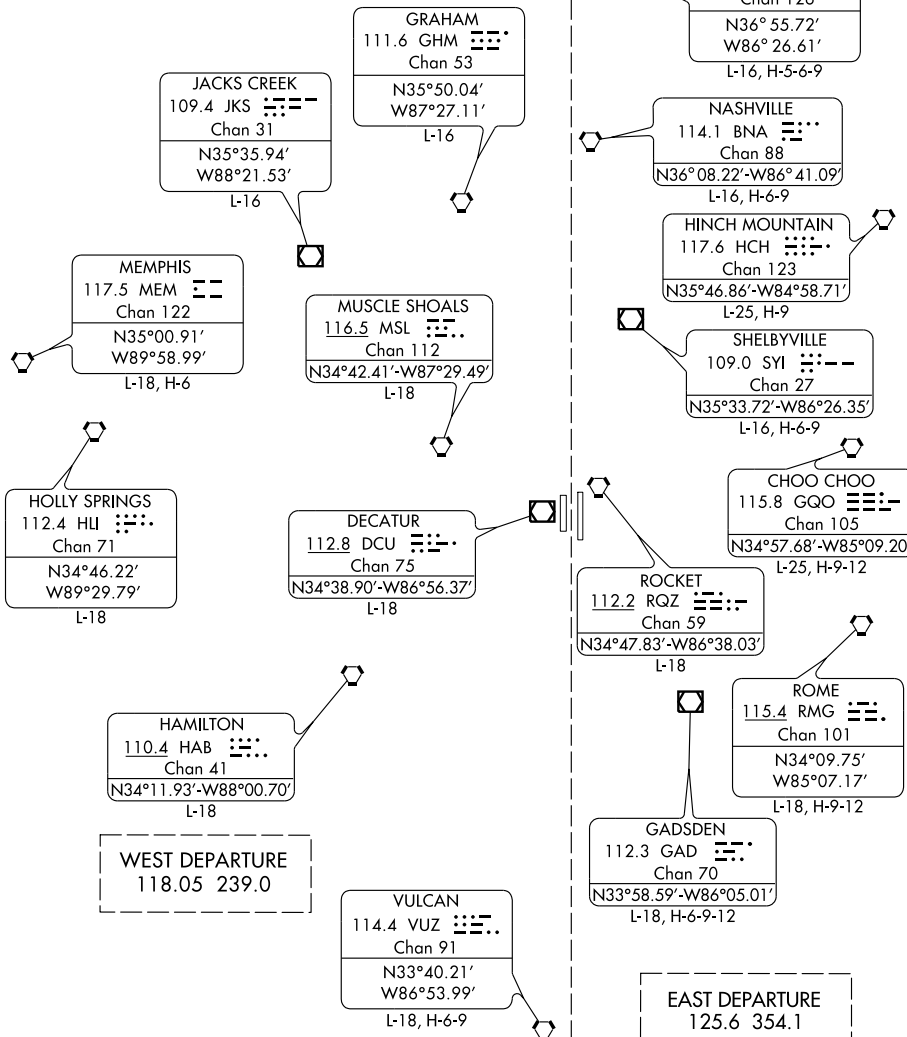 GRAHAM
111.6 GHM
Chan 53
N35°50.04′
W87°27.11′
L-16
JACKS CREEK
109.4 JKS
Chan 31
N35°35.94′
W88°21.53′
L-16
MEMPHIS
117.5 MEM
Chan 122
N35°00.91′
W89°58.99′
L-18, H-6
MUSCLE SHOALS
116.5 MSL
Chan 112
N34°42.41′-W87°29.49′
L-18
HOLLY SPRINGS
112.4 HLI
Chan 71
N34°46.22′
W89°29.79′
L-18
DECATUR
112.8 DCU
Chan 75
N34°38.90′-W86°56.37′
L-18
HAMILTON
110.4 HAB
Chan 41
N34°11.93′-W88°00.70′
L-18
WEST DEPARTURE
118.05 239.0
VULCAN
114.4 VUZ
Chan 91
N33°40.21′
W86°53.99′
L-18, H-6-9
Chan 126
N36°55.72′
W86°26.61′
L-16, H-5-6-9
NASHVILLE
114.1 BNA
Chan 88
N36°08.22′-W86°41.09′
L-16, H-6-9
HINCH MOUNTAIN
117.6 HCH
Chan 123
N35°46.86′-W84°58.71′
L-25, H-9
SHELBYVILLE
109.0 SYI
Chan 27
N35°33.72′-W86°26.35′
L-16, H-6-9
CHOO CHOO
115.8 GQO
Chan 105
N34°57.68′-W85°09.20
L-25, H-9-12
ROCKET
112.2 RQZ
Chan 59
N34°47.83′-W86°38.03′
L-18
ROME
115.4 RMG
Chan 101
N34°09.75′
W85°07.17′
L-18, H-9-12
GADSDEN
112.3 GAD
Chan 70
N33°58.59′-W86°05.01′
L-18, H-6-9-12
EAST DEPARTURE
125.6 354.1